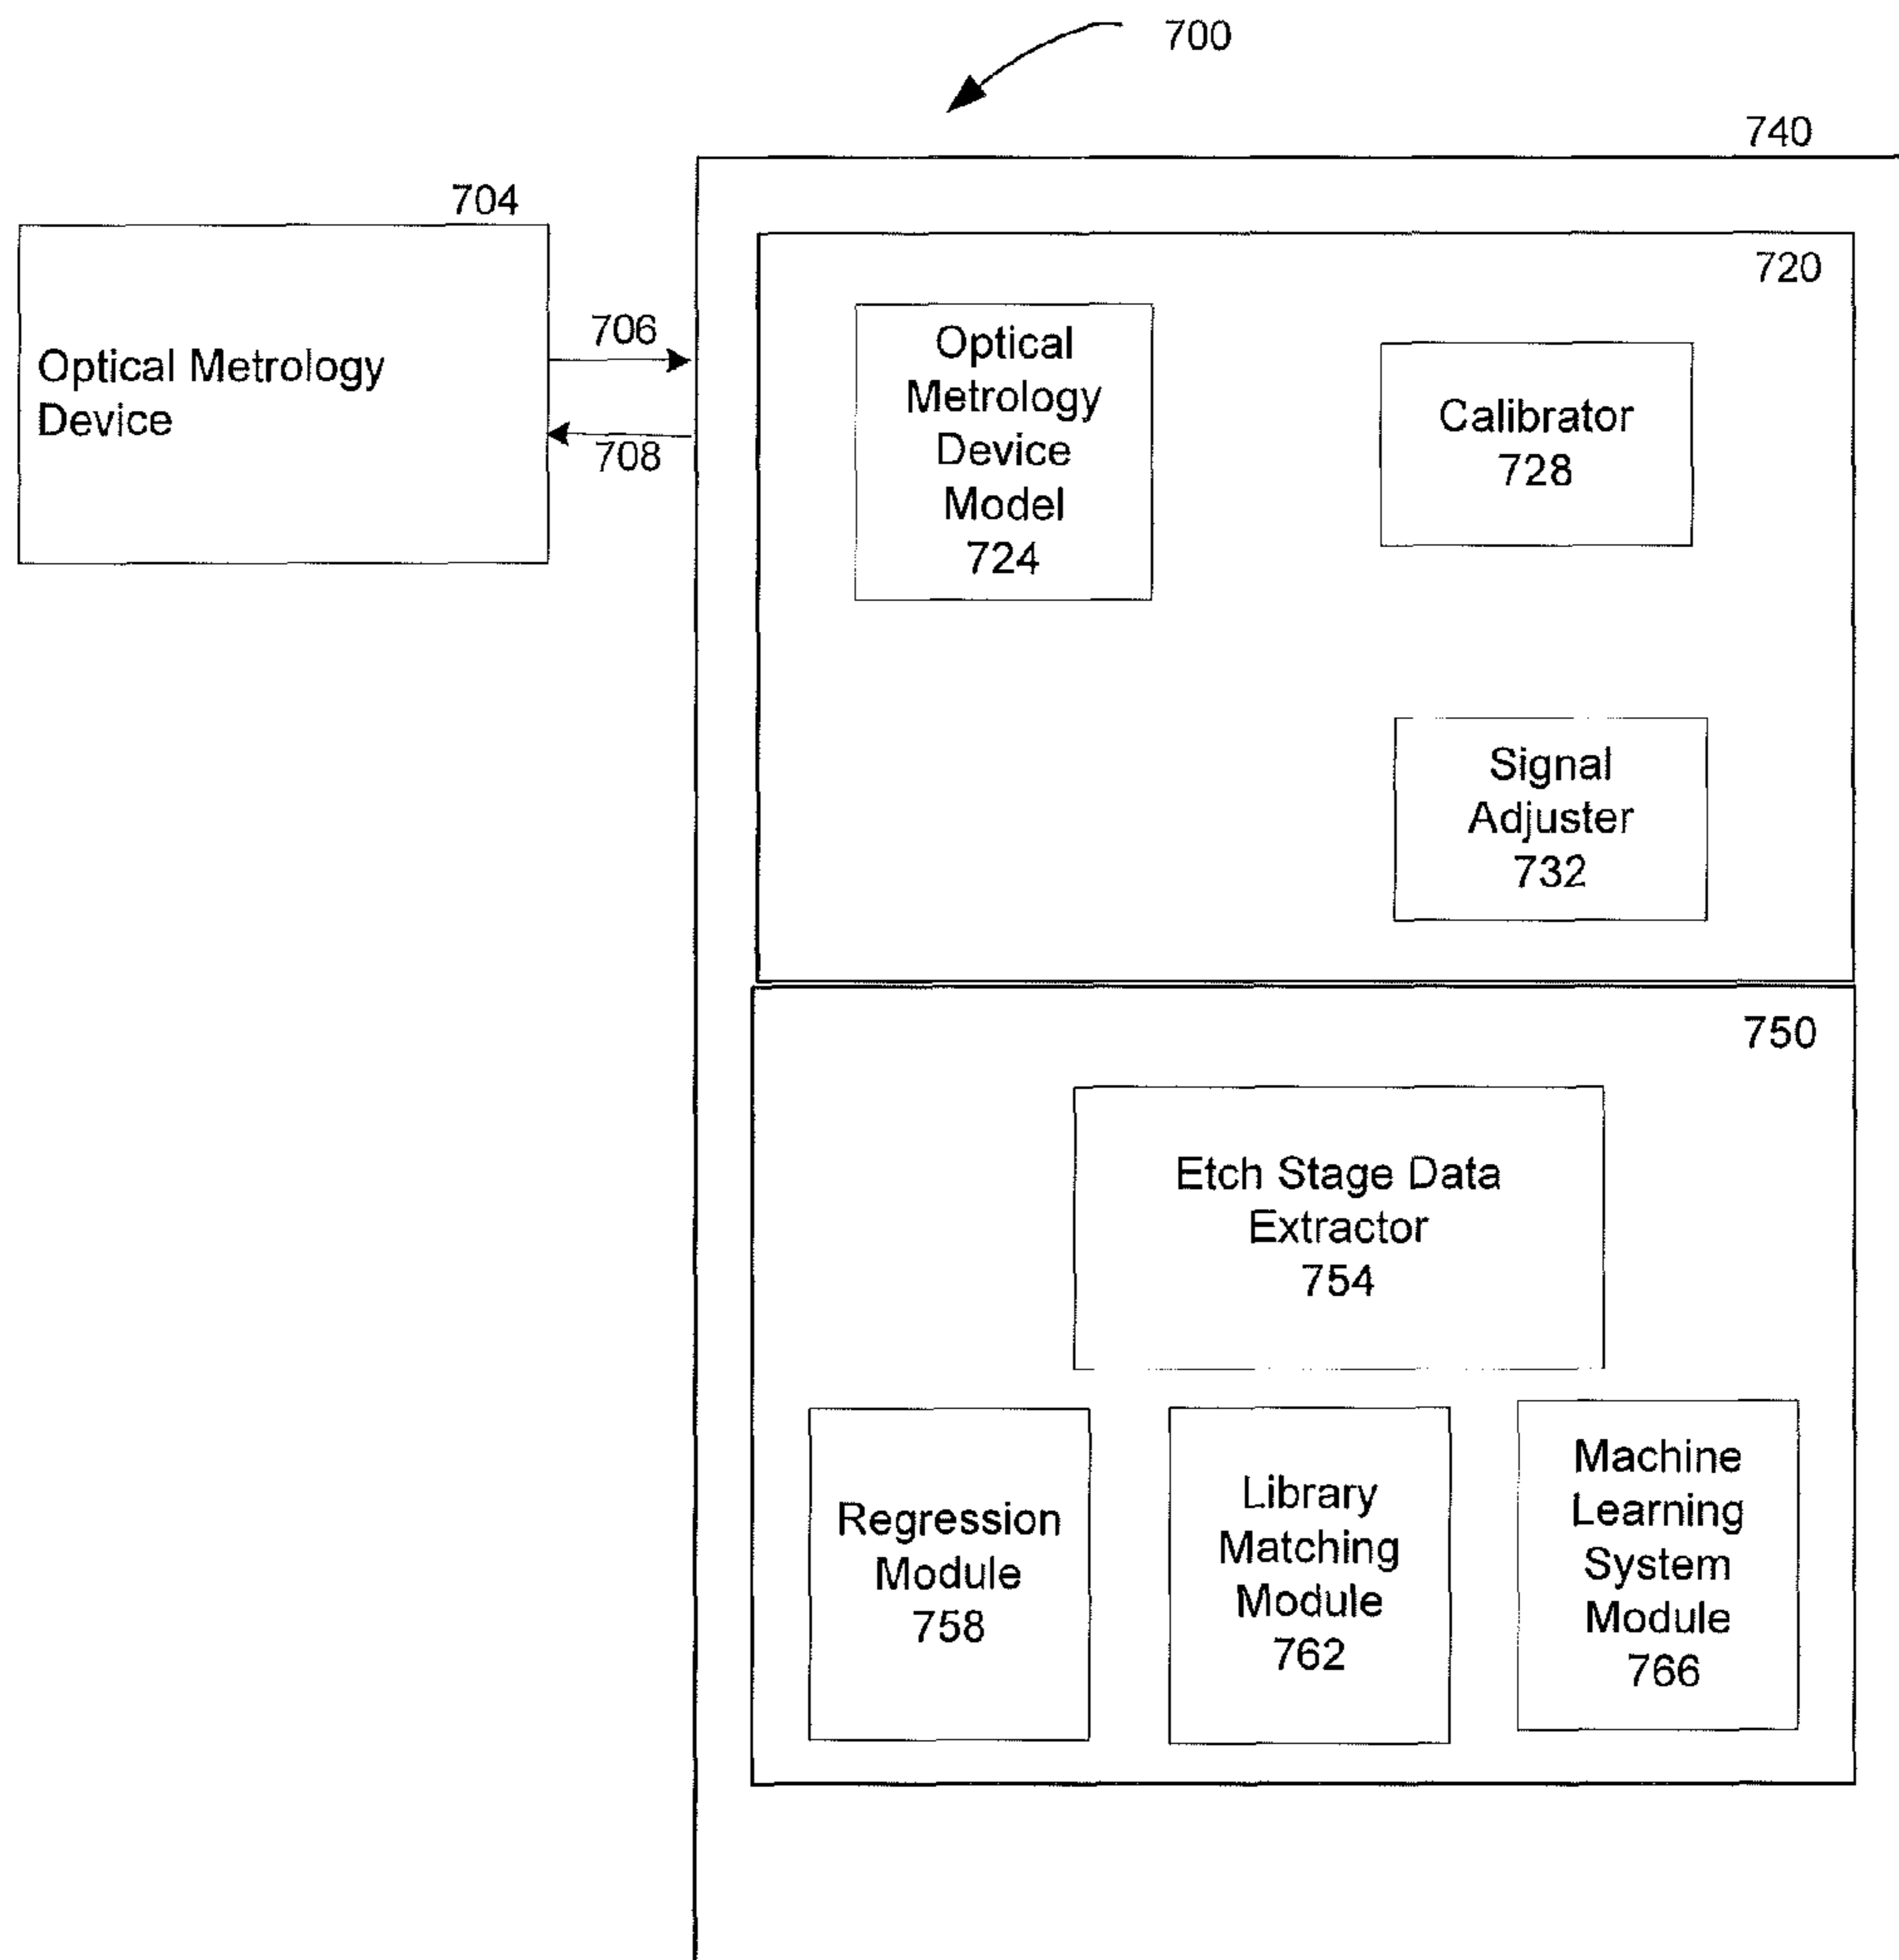 700
740
704
720
Optical Metrology
Device
706
708
Optical
Metrology
Device
Model
724
Calibrator
728
Signal
Adjuster
732
750
Etch Stage Data
Extractor
754
Regression
Module
758
Library
Matching
Module
762
Machine
Learning
System
Module
766